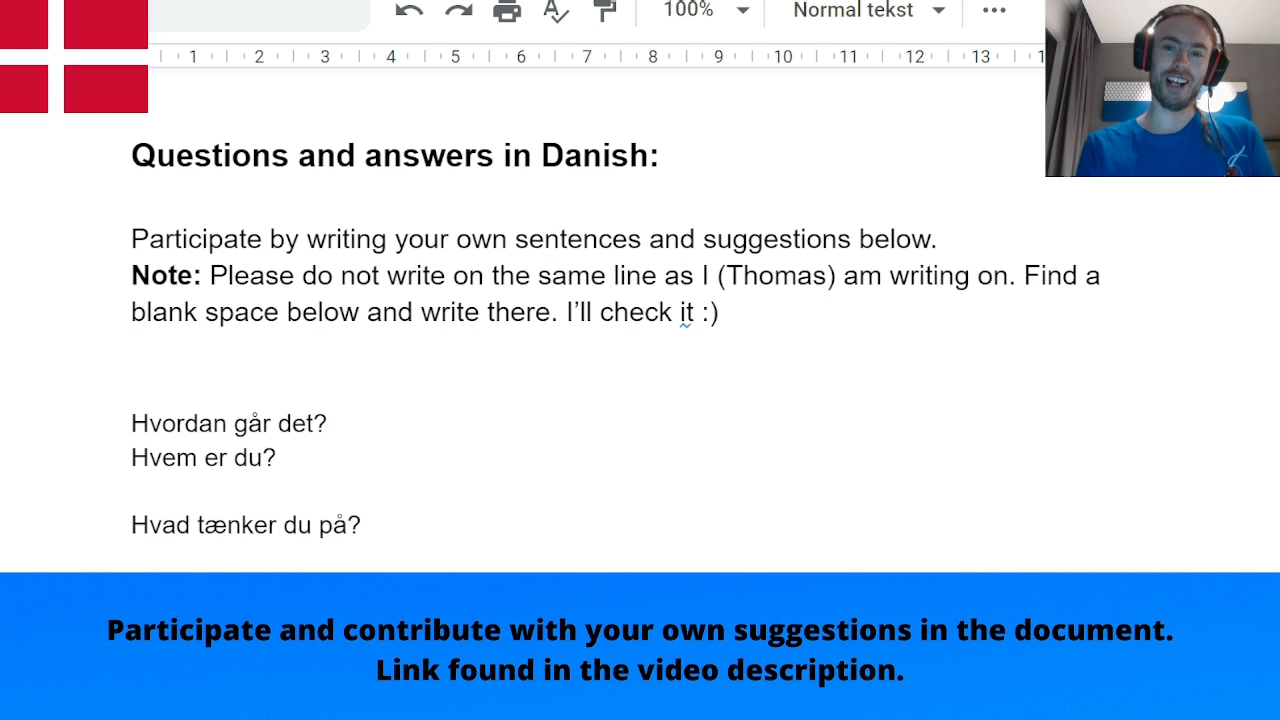 100% Normal tekst
1 2 3 4 5 6 7 8 9 10 11 12 13 1
Questions and answers in Danish:
Participate by writing your own sentences and suggestions below.
Note: Please do not write on the same line as I (Thomas) am writing on. Find a
blank space below and write there. I’ll check it :)
Hvordan går det?
Hvem er du?
Hvad tænker du på?
Participate and contribute with your own suggestions in the document.
Link found in the video description.